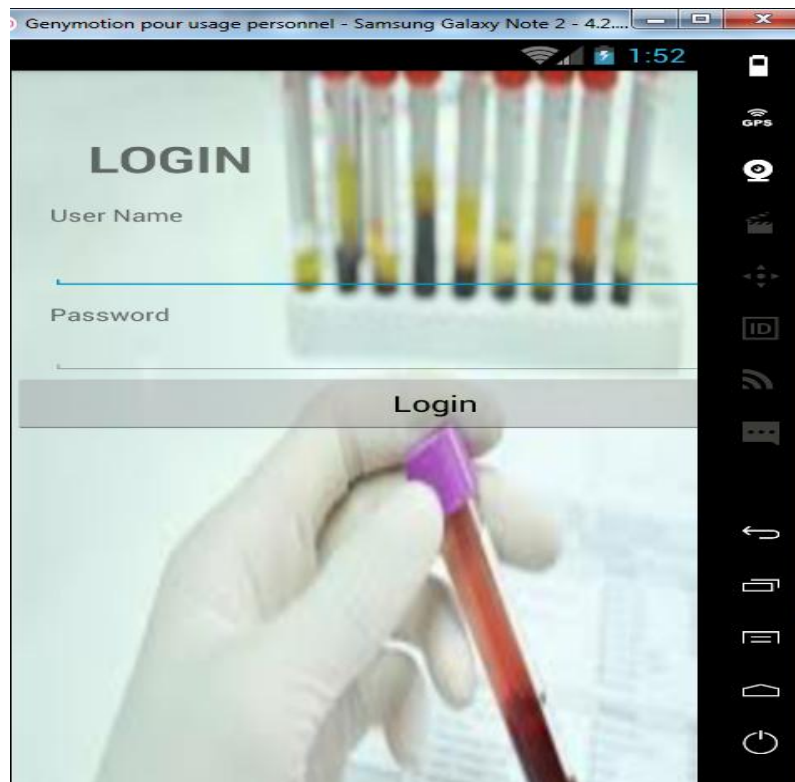 Genymotion pour usage personnel - Samsung Galaxy Note 2 - 4.2....
1:52
GPS
LOGIN
User Name
ID
Password
Login